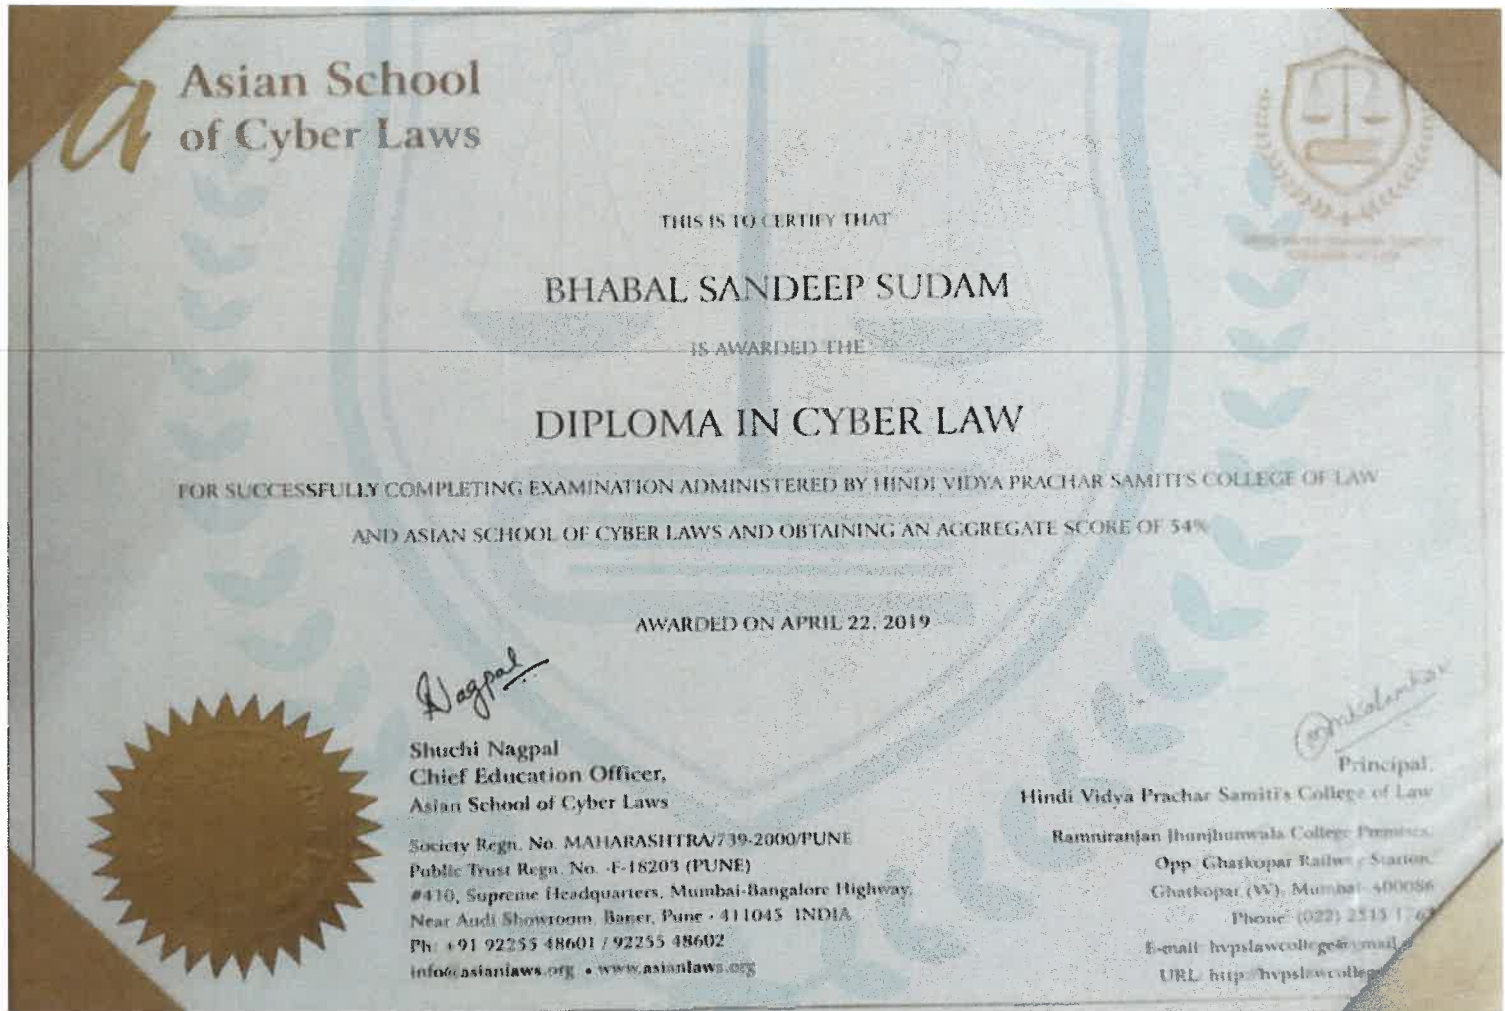 Asian School
of Cyber Laws
THIS IS TO CERTIFY THAT
BHABAL SANDEEP SUDAM
IS AWARDED THE
DIPLOMA IN CYBER LAW
FOR SUCCESSFULLY COMPLETING EXAMINATION ADMINISTERED BY HINDI VIDYA PRACHAR SAMITI'S COLLEGE OF LAW
AND ASIAN SCHOOL OF CYBER LAWS AND OBTAINING AN AGGREGATE SCORE OF 54%
AWARDED ON APRIL 22, 2019
Nagpal
Shuchi Nagpal
Chief Education Officer,
Asian School of Cyber Laws
Society Regn. No. MAHARASHTRA/739-2000/PUNE
Public Trust Regn. No. -F-18203 (PUNE)
#410, Supreme Headquarters, Mumbai-Bangalore Highway,
Near Audi Showroom, Baner, Pune - 411045 INDIA
Ph: +91 92255 48601 / 92255 48602
info@asianlaws.org • www.asianlaws.org
Principal,
Hindi Vidya Prachar Samiti's College of Law
Ramniranjan Jhunjhunwala College Premises,
Opp. Ghatkopar Railway Station,
Ghatkopar (W), Mumbai- 400086
Phone: (022) 2515 176
E-mail: hvpslawcollege@
URL: http://hvpslawcolleg